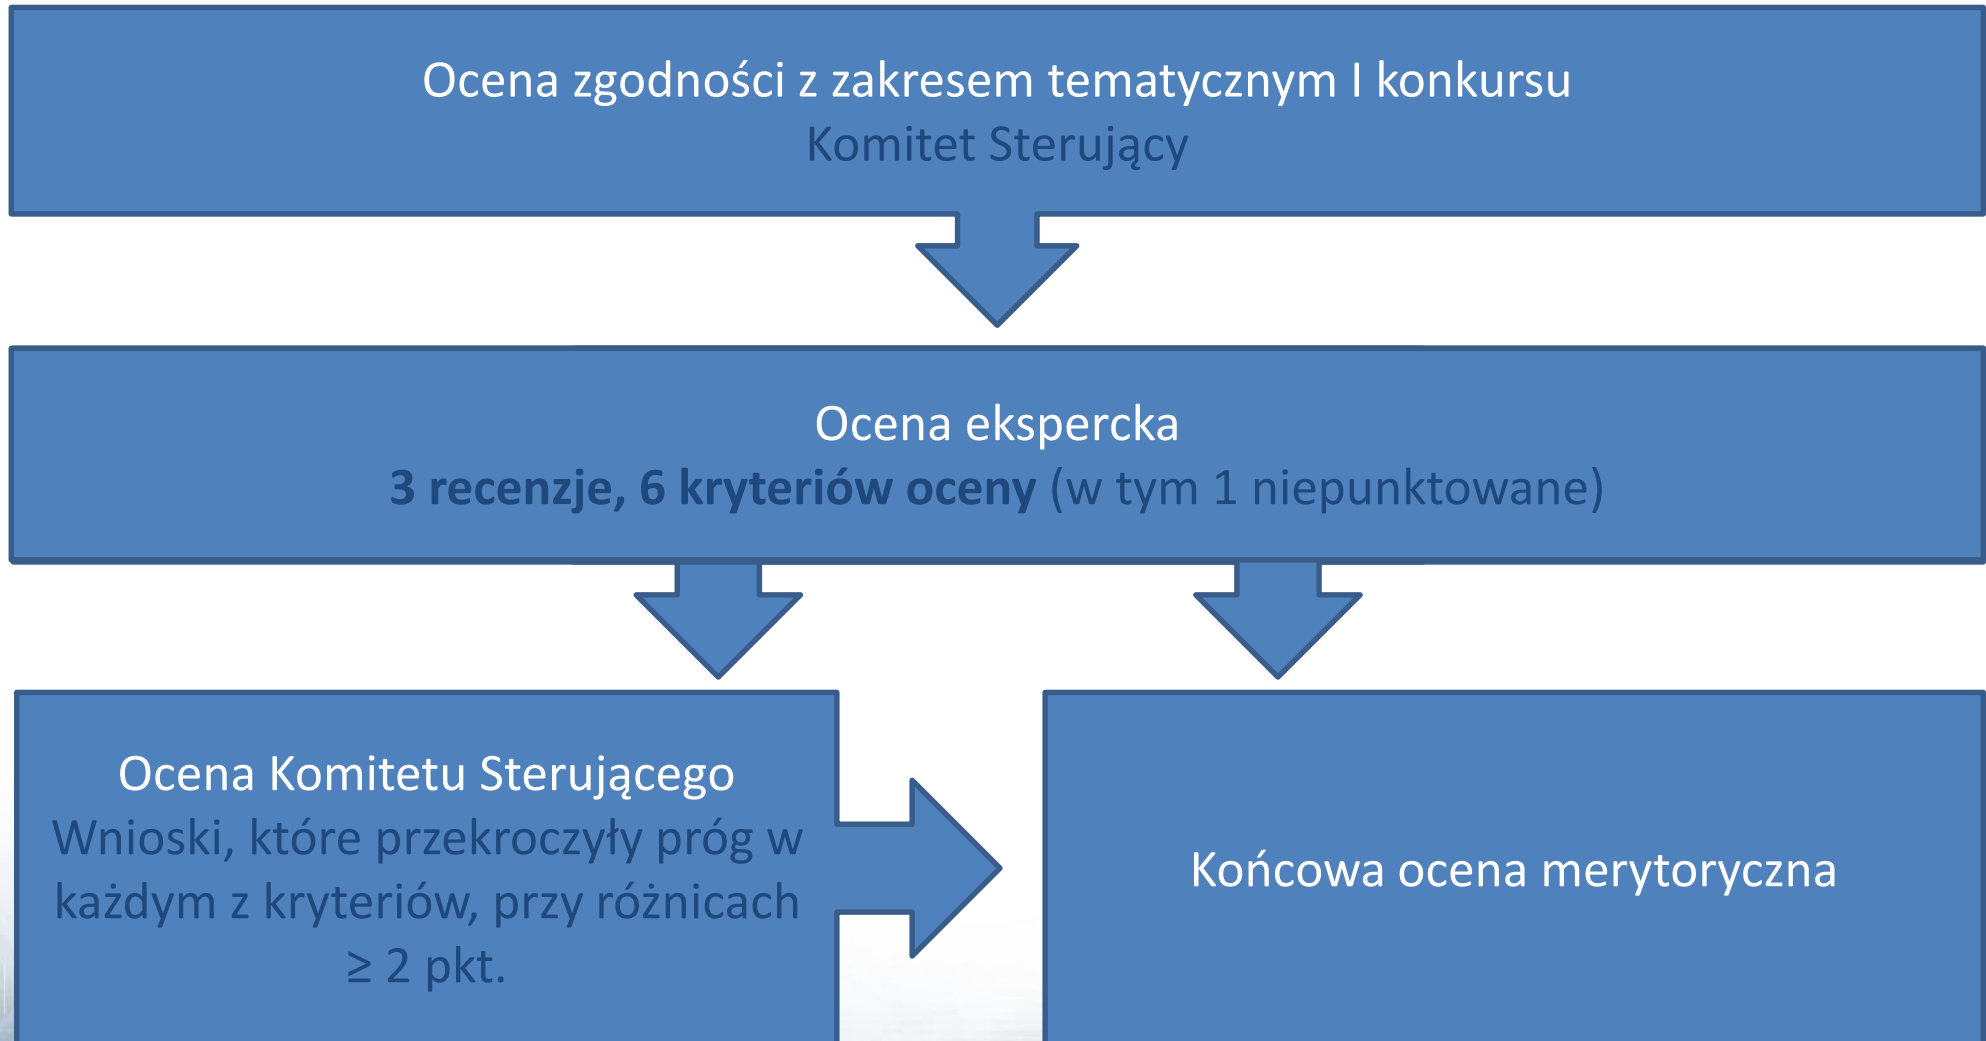 Ocena zgodności z zakresem tematycznym I konkursu
Komitet Sterujący
Ocena ekspercka
3 recenzje, 6 kryteriów oceny (w tym 1 niepunktowane)
Ocena Komitetu Sterującego
Wnioski, które przekroczyły próg w
każdym z kryteriów, przy różnicach
≥ 2 pkt.
Końcowa ocena merytoryczna